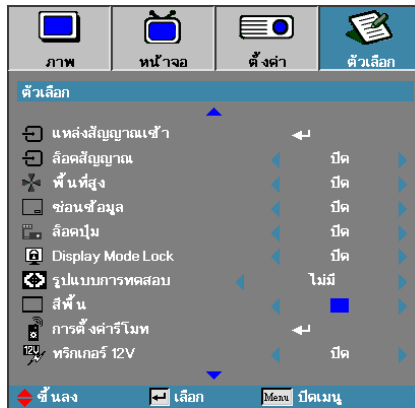 ภาพ
หน้าจอ
ตั้งค่า
ตัวเลือก
ตัวเลือก
แหล่งสัญญาณเข้า
ล็อคสัญญาณ ปิด
พื้นที่สูง ปิด
ซ่อนข้อมูล ปิด
ล็อคปุ่ม ปิด
Display Mode Lock ปิด
รูปแบบการทดสอบ ไม่มี
สีพื้น
การตั้งค่ารีโมท
12V ทริกเกอร์ 12V ปิด
ขึ้นลง เลือก Menu ปิดเมนู